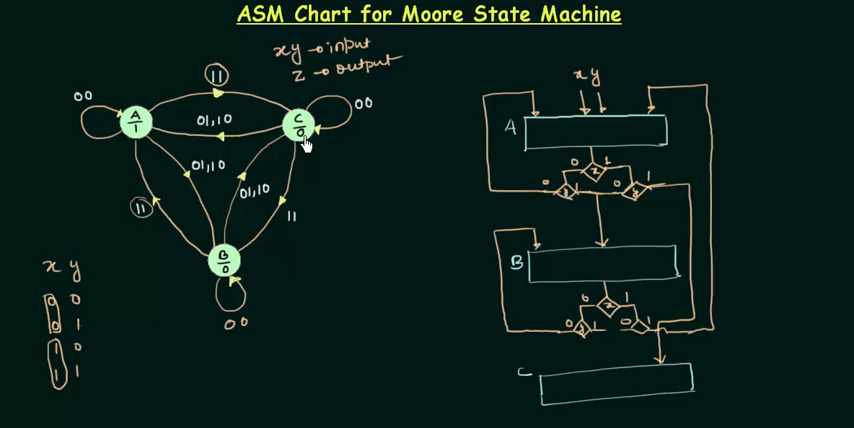 ASM Chart for Moore State Machine
xy → input
z → output
11
00
A
1
01,10
C
0
00
01,10
01,10
11
11
B
0
00
x y
0 0
0 1
1 0
1 1
x y
A
0 x 1
0 y 1
0 y 1
B
0 x 1
0 y 1
0 1
C